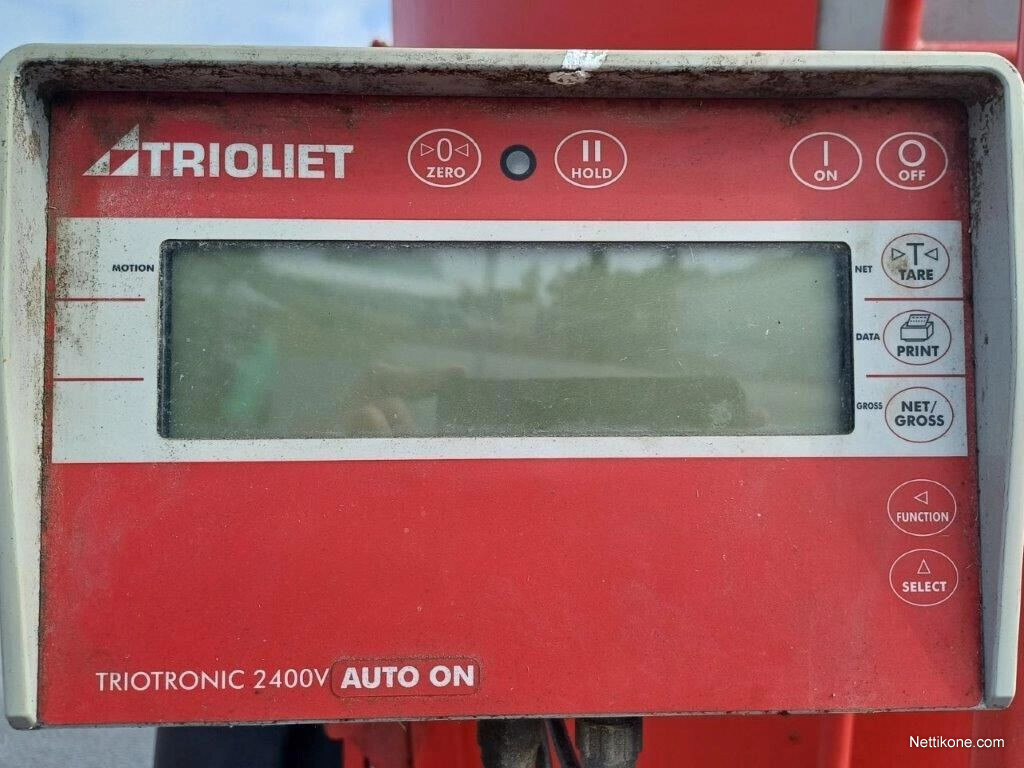 TRIOLIET
▷0◁
ZERO
HOLD
ON
OFF
MOTION
NET
▷T◁
TARE
DATA
PRINT
GROSS
NET/
GROSS
FUNCTION
SELECT
TRIOTRONIC 2400V AUTO ON
Nettikone.com